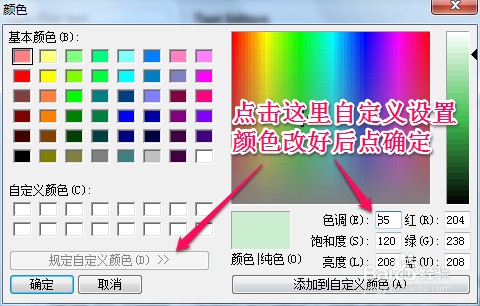 颜色
基本颜色(B):
点击这里自定义设置
颜色改好后点确定
自定义颜色(C):
规定自定义颜色(D) >>
确定
取消
颜色|纯色(O)
色调(E): 85 红(R): 204
饱和度(S): 120 绿(G): 238
亮度(L): 208 蓝(U): 208
添加到自定义颜色(A)